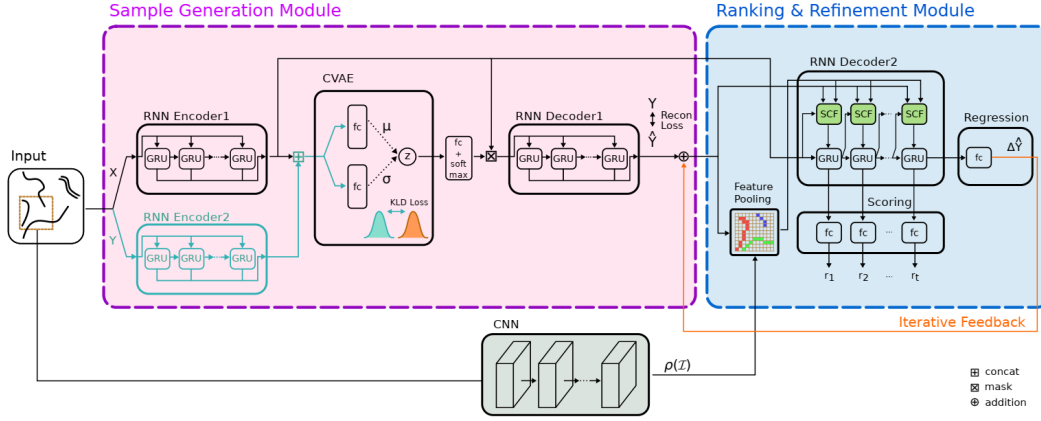 Sample Generation Module
Ranking & Refinement Module
Input
X
Y
RNN Encoder1
GRU GRU GRU
RNN Encoder2
GRU GRU GRU
CVAE
fc
fc
μ
σ
z
KLD Loss
fc
+
soft
max
RNN Decoder1
GRU GRU GRU
Y
Recon
Loss
Ŷ
Feature
Pooling
RNN Decoder2
SCF SCF SCF
GRU GRU GRU
Regression
fc
ΔŶ
Scoring
fc fc ... fc
r1 r2 ... rt
Iterative Feedback
CNN
ρ(I)
⊞ concat
⊠ mask
⊕ addition